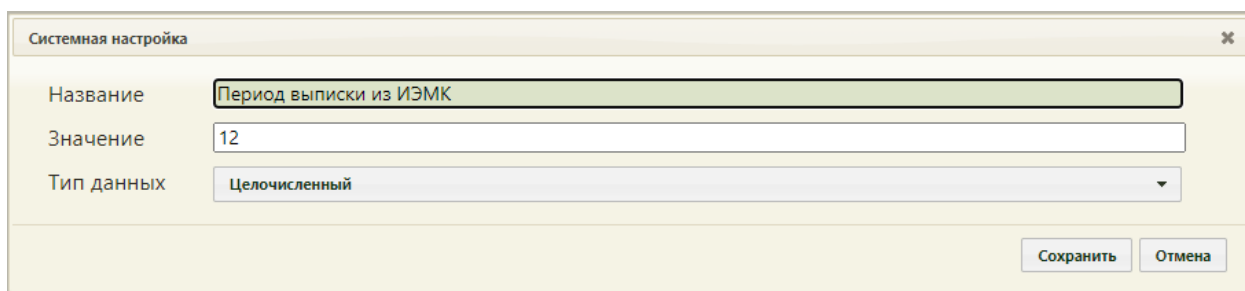 Системная настройка
Название Период выписки из ИЭМК
Значение 12
Тип данных Целочисленный
Сохранить Отмена